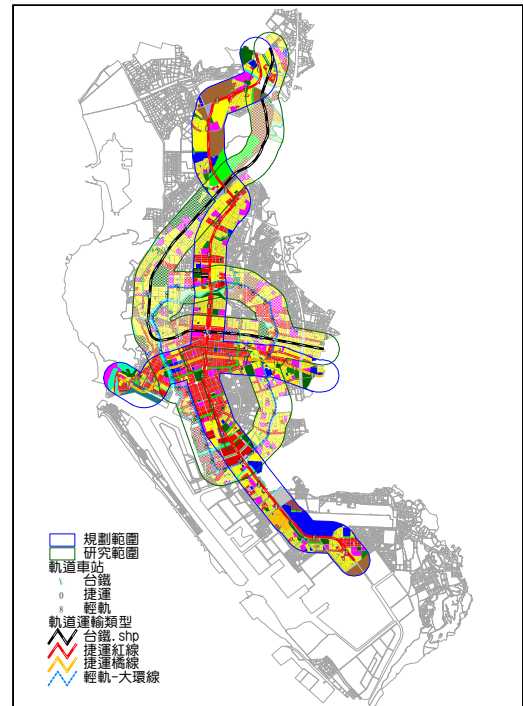 規劃範圍
研究範圍
軌道車站
台鐵
捷運
輕軌
軌道運輸類型
台鐵.shp
捷運紅線
捷運橘線
輕軌-大環線